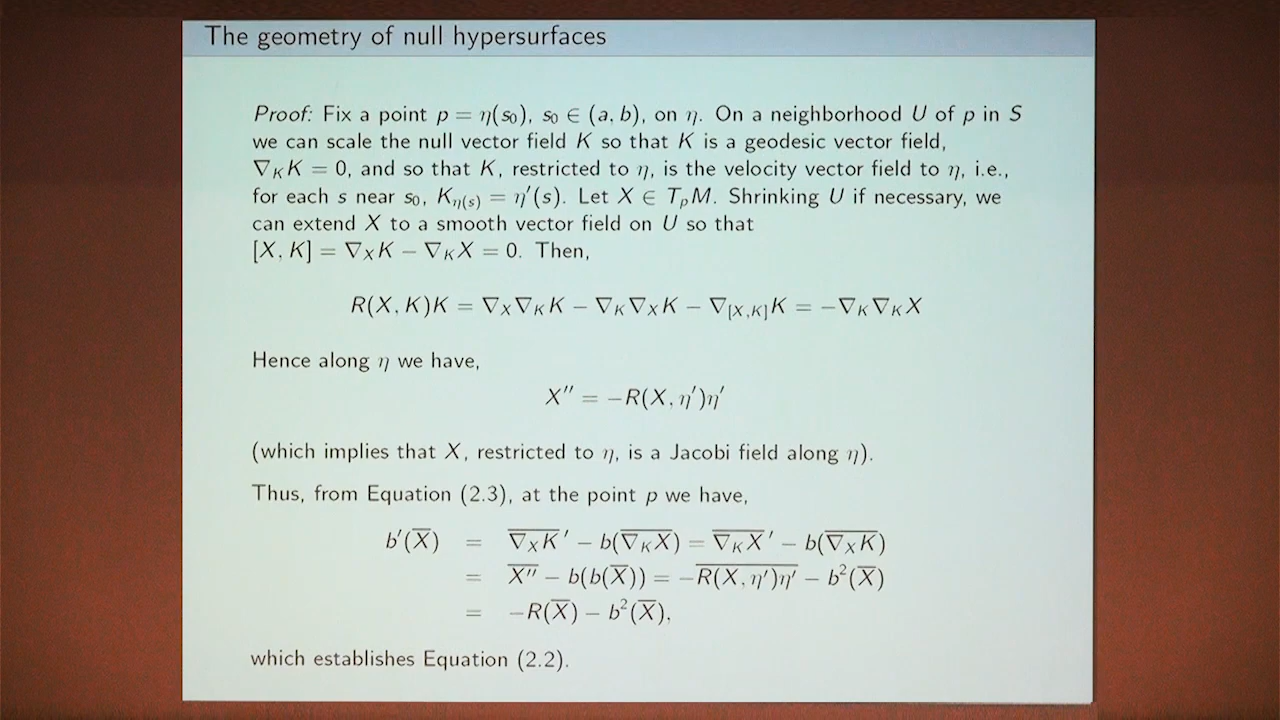 The geometry of null hypersurfaces
Proof: Fix a point p = η(s₀), s₀ ∈ (a, b), on η. On a neighborhood U of p in S
we can scale the null vector field K so that K is a geodesic vector field,
∇_K K = 0, and so that K, restricted to η, is the velocity vector field to η, i.e.,
for each s near s₀, K_{η(s)} = η′(s). Let X ∈ T_pM. Shrinking U if necessary, we
can extend X to a smooth vector field on U so that
[X, K] = ∇_X K − ∇_K X = 0. Then,
R(X, K)K = ∇_X∇_K K − ∇_K∇_X K − ∇_{[X,K]}K = −∇_K∇_K X
Hence along η we have,
X″ = −R(X, η′)η′
(which implies that X, restricted to η, is a Jacobi field along η).
Thus, from Equation (2.3), at the point p we have,
b′(\overline{X}) = \overline{∇_X K}′ − b(\overline{∇_K X}) = \overline{∇_K X}′ − b(\overline{∇_X K})
= \overline{X″} − b(b(\overline{X})) = −\overline{R(X, η′)η′} − b²(\overline{X})
= −R(\overline{X}) − b²(\overline{X}),
which establishes Equation (2.2).